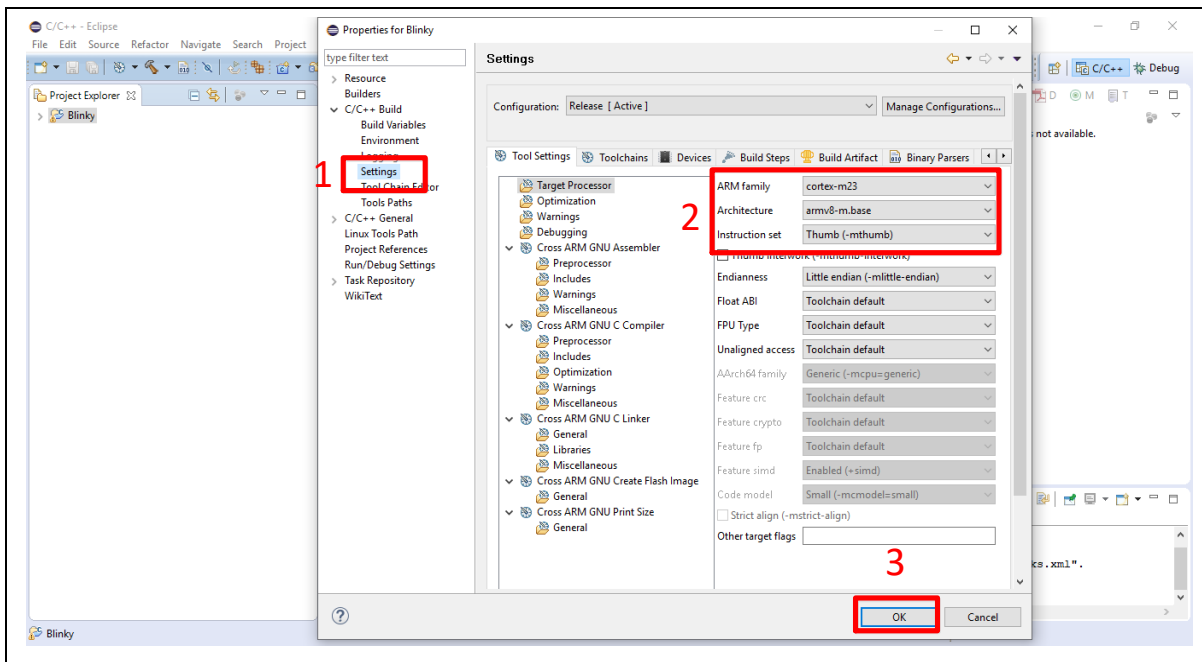 C/C++ - Eclipse
File Edit Source Refactor Navigate Search Project
C/C++ Debug
Project Explorer
Blinky
D M T
not available.
ks.xml".
Blinky
Properties for Blinky
type filter text
Resource
Builders
C/C++ Build
Build Variables
Environment
Logging
1
Settings
Tool Chain Editor
Tools Paths
C/C++ General
Linux Tools Path
Project References
Run/Debug Settings
Task Repository
WikiText
Settings
Configuration: Release [ Active ] Manage Configurations...
Tool Settings Toolchains Devices Build Steps Build Artifact Binary Parsers
Target Processor
Optimization
Warnings
Debugging
Cross ARM GNU Assembler
Preprocessor
Includes
Warnings
Miscellaneous
Cross ARM GNU C Compiler
Preprocessor
Includes
Optimization
Warnings
Miscellaneous
Cross ARM GNU C Linker
General
Libraries
Miscellaneous
Cross ARM GNU Create Flash Image
General
Cross ARM GNU Print Size
General
2
ARM family cortex-m23
Architecture armv8-m.base
Instruction set Thumb (-mthumb)
Thumb interwork (-mthumb-interwork)
Endianness Little endian (-mlittle-endian)
Float ABI Toolchain default
FPU Type Toolchain default
Unaligned access Toolchain default
AArch64 family Generic (-mcpu=generic)
Feature crc Toolchain default
Feature crypto Toolchain default
Feature fp Toolchain default
Feature simd Enabled (+simd)
Code model Small (-mcmodel=small)
Strict align (-mstrict-align)
Other target flags
3
OK Cancel